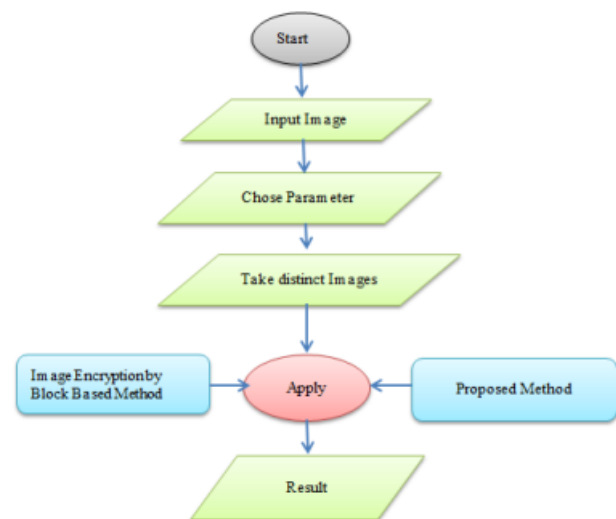 Start
Input Image
Chose Parameter
Take distinct Images
Image Encryption by
Block Based Method
Apply
Proposed Method
Result